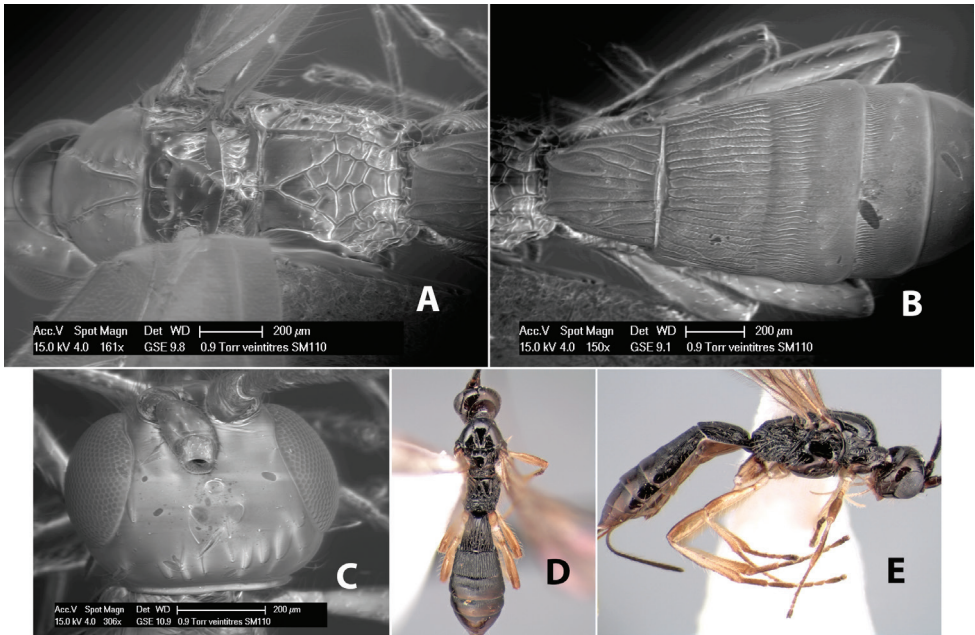 A
Acc.V Spot Magn Det WD 200 µm
15.0 kV 4.0 161x GSE 9.8 0.9 Torr veintitres SM110
B
Acc.V Spot Magn Det WD 200 µm
15.0 kV 4.0 150x GSE 9.1 0.9 Torr veintitres SM110
C
Acc.V Spot Magn Det WD 200 µm
15.0 kV 4.0 306x GSE 10.9 0.9 Torr veintitres SM110
D
E